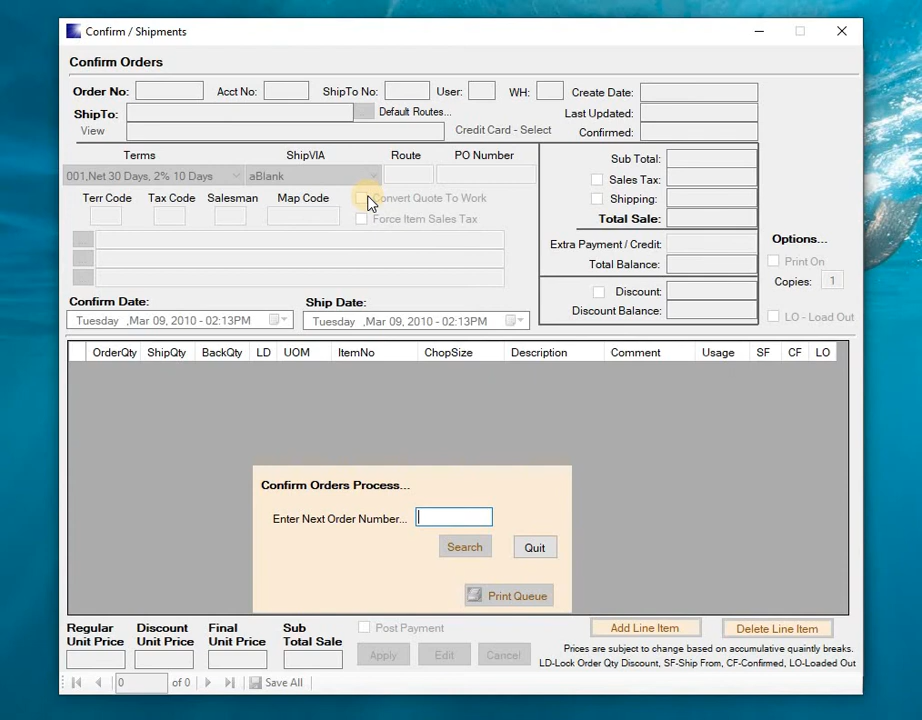 Confirm / Shipments
Confirm Orders
Order No: Acct No: ShipTo No: User: WH: Create Date:
ShipTo: ... Default Routes... Last Updated:
View Credit Card - Select Confirmed:
Terms ShipVIA Route PO Number
Sub Total:
001,Net 30 Days, 2% 10 Days aBlank
Sales Tax:
Terr Code Tax Code Salesman Map Code Convert Quote To Work Shipping:
Force Item Sales Tax Total Sale:
... Extra Payment / Credit: Options...
... Total Balance: Print On
... Copies: 1
Discount:
Confirm Date: Ship Date: Discount Balance:
Tuesday ,Mar 09, 2010 - 02:13PM Tuesday ,Mar 09, 2010 - 02:13PM LO - Load Out
OrderQty ShipQty BackQty LD UOM ItemNo ChopSize Description Comment Usage SF CF LO
Confirm Orders Process...
Enter Next Order Number...
Search Quit
Print Queue
Regular Discount Final Sub Post Payment Add Line Item Delete Line Item
Unit Price Unit Price Unit Price Total Sale
Prices are subject to change based on accumulative quaintly breaks.
Apply Edit Cancel LD-Lock Order Qty Discount, SF-Ship From, CF-Confirmed, LO-Loaded Out
0 of 0 Save All